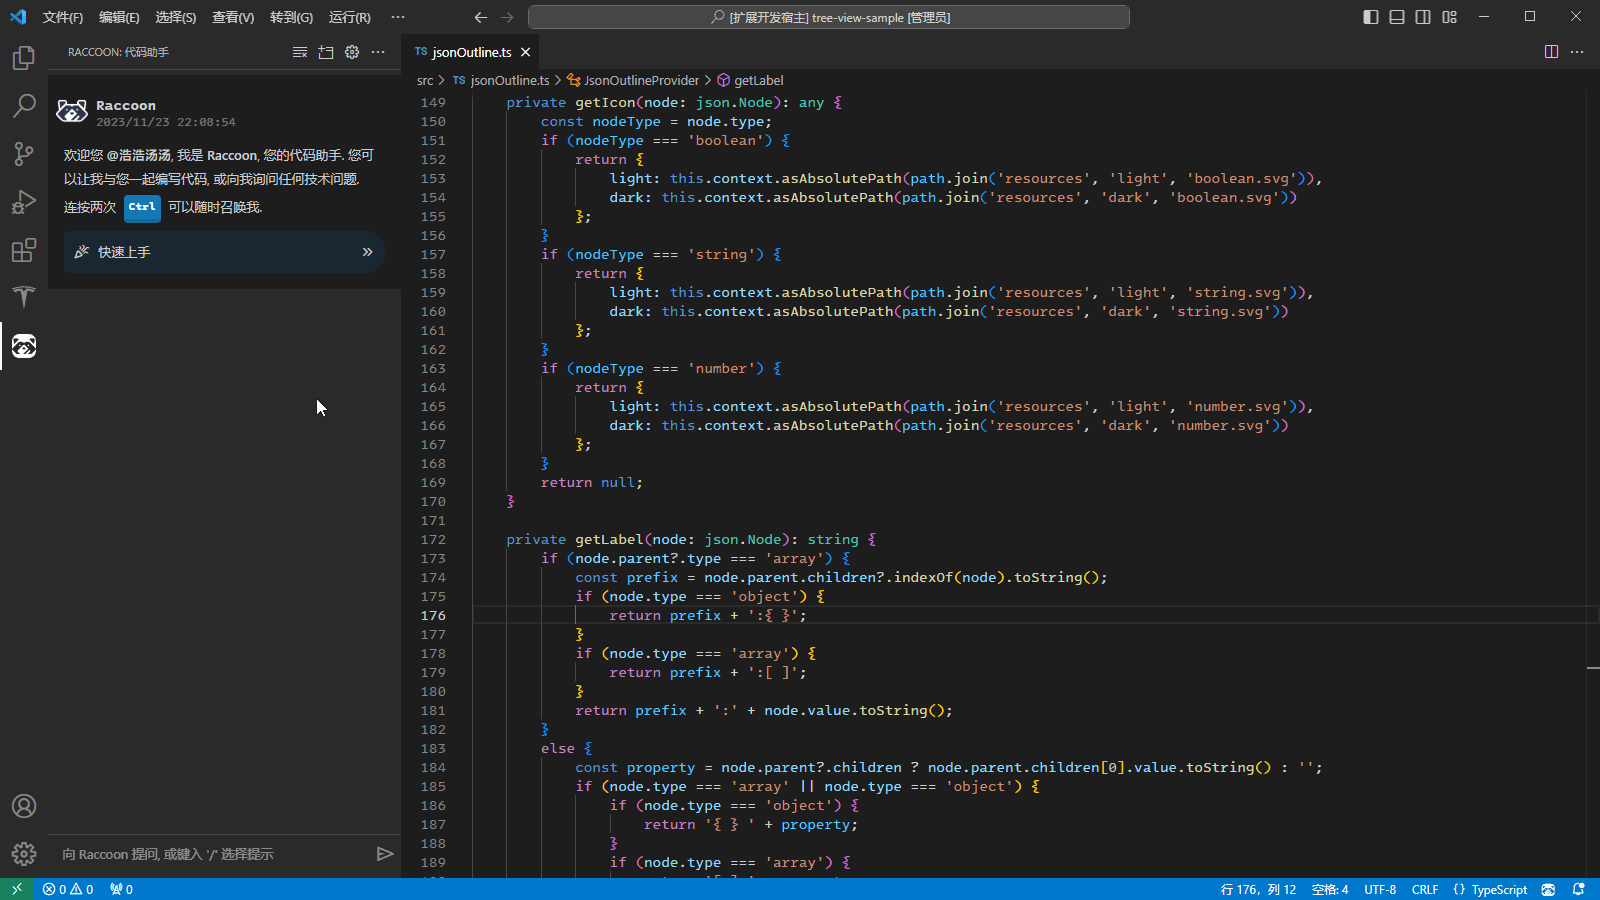 文件(F) 编辑(E) 选择(S) 查看(V) 转到(G) 运行(R) ···
[扩展开发宿主] tree-view-sample [管理员]
RACCOON: 代码助手
Raccoon
2023/11/23 22:08:54
欢迎您 @浩浩汤汤, 我是 Raccoon, 您的代码助手. 您可
以让我与您一起编写代码, 或向我询问任何技术问题.
连按两次 Ctrl 可以随时召唤我.
快速上手 »
向 Raccoon 提问, 或键入 '/' 选择提示
TS jsonOutline.ts
src > TS jsonOutline.ts > JsonOutlineProvider > getLabel
149 private getIcon(node: json.Node): any {
150 const nodeType = node.type;
151 if (nodeType === 'boolean') {
152 return {
153 light: this.context.asAbsolutePath(path.join('resources', 'light', 'boolean.svg')),
154 dark: this.context.asAbsolutePath(path.join('resources', 'dark', 'boolean.svg'))
155 };
156 }
157 if (nodeType === 'string') {
158 return {
159 light: this.context.asAbsolutePath(path.join('resources', 'light', 'string.svg')),
160 dark: this.context.asAbsolutePath(path.join('resources', 'dark', 'string.svg'))
161 };
162 }
163 if (nodeType === 'number') {
164 return {
165 light: this.context.asAbsolutePath(path.join('resources', 'light', 'number.svg')),
166 dark: this.context.asAbsolutePath(path.join('resources', 'dark', 'number.svg'))
167 };
168 }
169 return null;
170 }
171
172 private getLabel(node: json.Node): string {
173 if (node.parent?.type === 'array') {
174 const prefix = node.parent.children?.indexOf(node).toString();
175 if (node.type === 'object') {
176 return prefix + ':{ }';
177 }
178 if (node.type === 'array') {
179 return prefix + ':[ ]';
180 }
181 return prefix + ':' + node.value.toString();
182 }
183 else {
184 const property = node.parent?.children ? node.parent.children[0].value.toString() : '';
185 if (node.type === 'array' || node.type === 'object') {
186 if (node.type === 'object') {
187 return '{ } ' + property;
188 }
189 if (node.type === 'array') {
0 0 0 行 176, 列 12 空格: 4 UTF-8 CRLF {} TypeScript